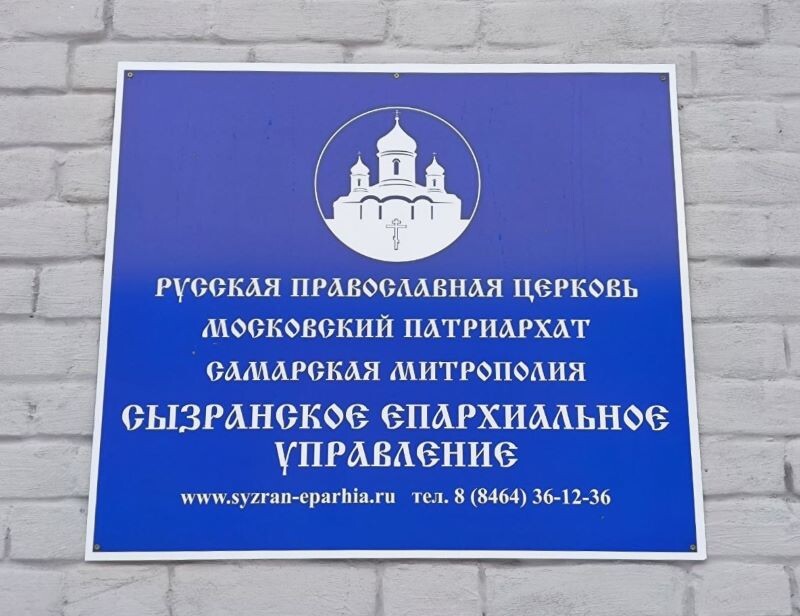 РУССКАЯ ПРАВОСЛАВНАЯ ЦЕРКОВЬ
МОСКОВСКИЙ ПАТРИАРХАТ
САМАРСКАЯ МИТРОПОЛИЯ
СЫЗРАНСКОЕ ЕПАРХИАЛЬНОЕ
УПРАВЛЕНИЕ
www.syzran-eparhia.ru тел. 8 (8464) 36-12-36